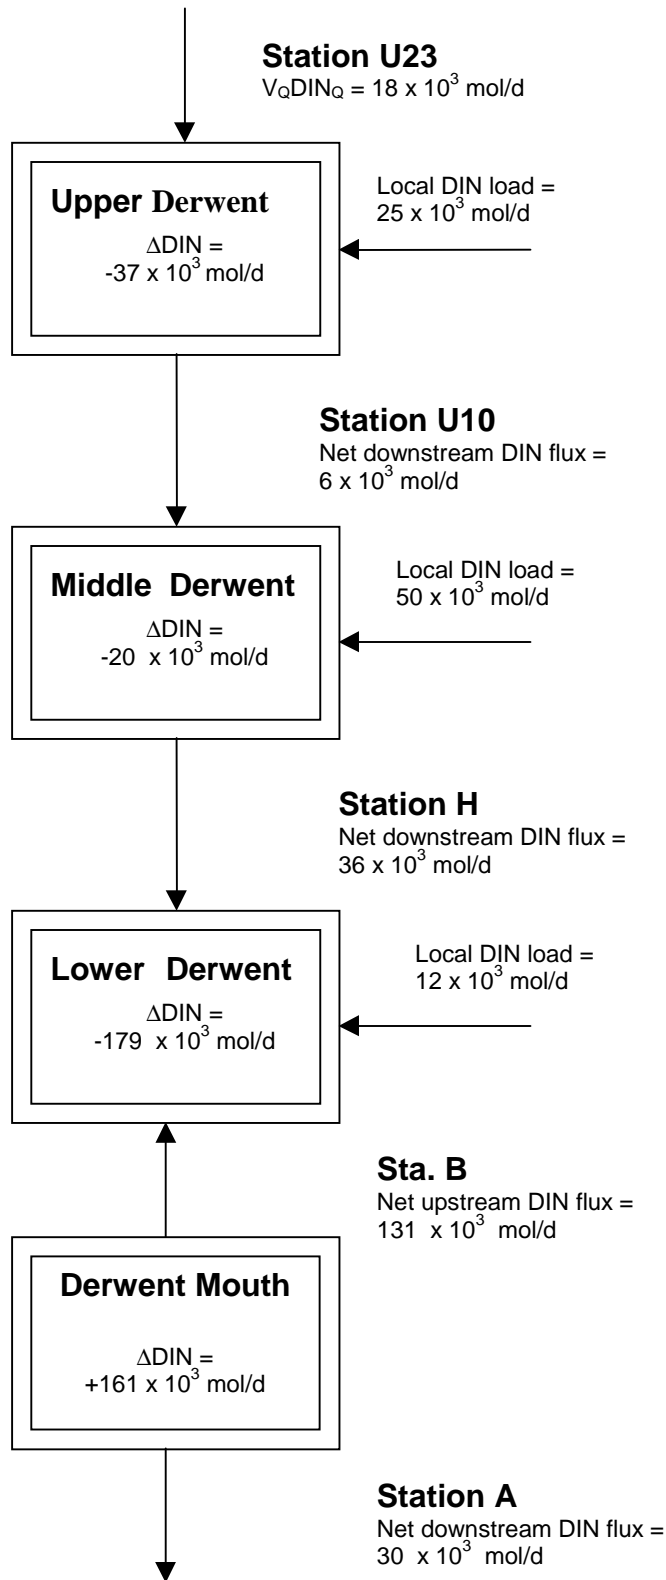 Station U23
VQDINQ = 18 x 10³ mol/d
Upper Derwent
ΔDIN =
-37 x 10³ mol/d
Local DIN load =
25 x 10³ mol/d
Station U10
Net downstream DIN flux =
6 x 10³ mol/d
Middle Derwent
ΔDIN =
-20 x 10³ mol/d
Local DIN load =
50 x 10³ mol/d
Station H
Net downstream DIN flux =
36 x 10³ mol/d
Lower Derwent
ΔDIN =
-179 x 10³ mol/d
Local DIN load =
12 x 10³ mol/d
Sta. B
Net upstream DIN flux =
131 x 10³ mol/d
Derwent Mouth
ΔDIN =
+161 x 10³ mol/d
Station A
Net downstream DIN flux =
30 x 10³ mol/d